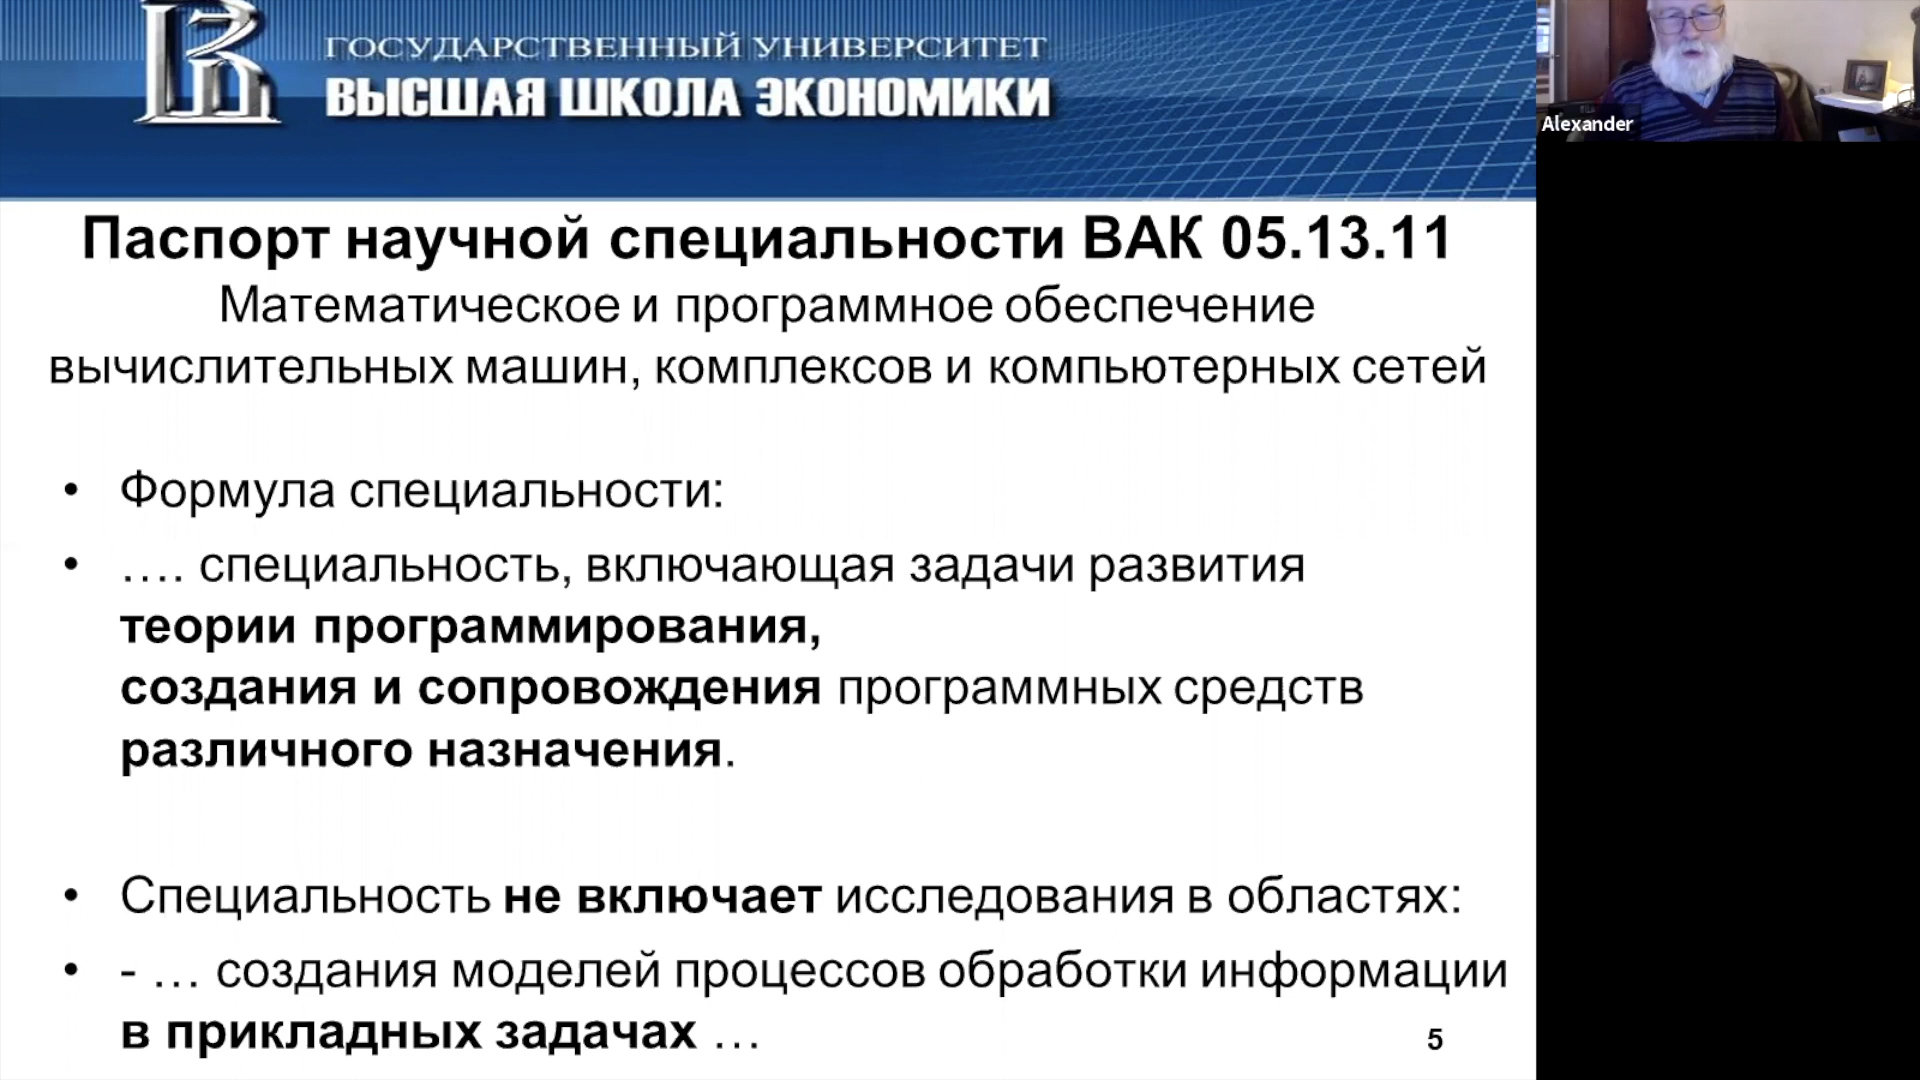 ГОСУДАРСТВЕННЫЙ УНИВЕРСИТЕТ
ВЫСШАЯ ШКОЛА ЭКОНОМИКИ
Alexander
Паспорт научной специальности ВАК 05.13.11
Математическое и программное обеспечение
вычислительных машин, комплексов и компьютерных сетей
• Формула специальности:
• …. специальность, включающая задачи развития
теории программирования,
создания и сопровождения программных средств
различного назначения.
• Специальность не включает исследования в областях:
• - … создания моделей процессов обработки информации
в прикладных задачах …
5